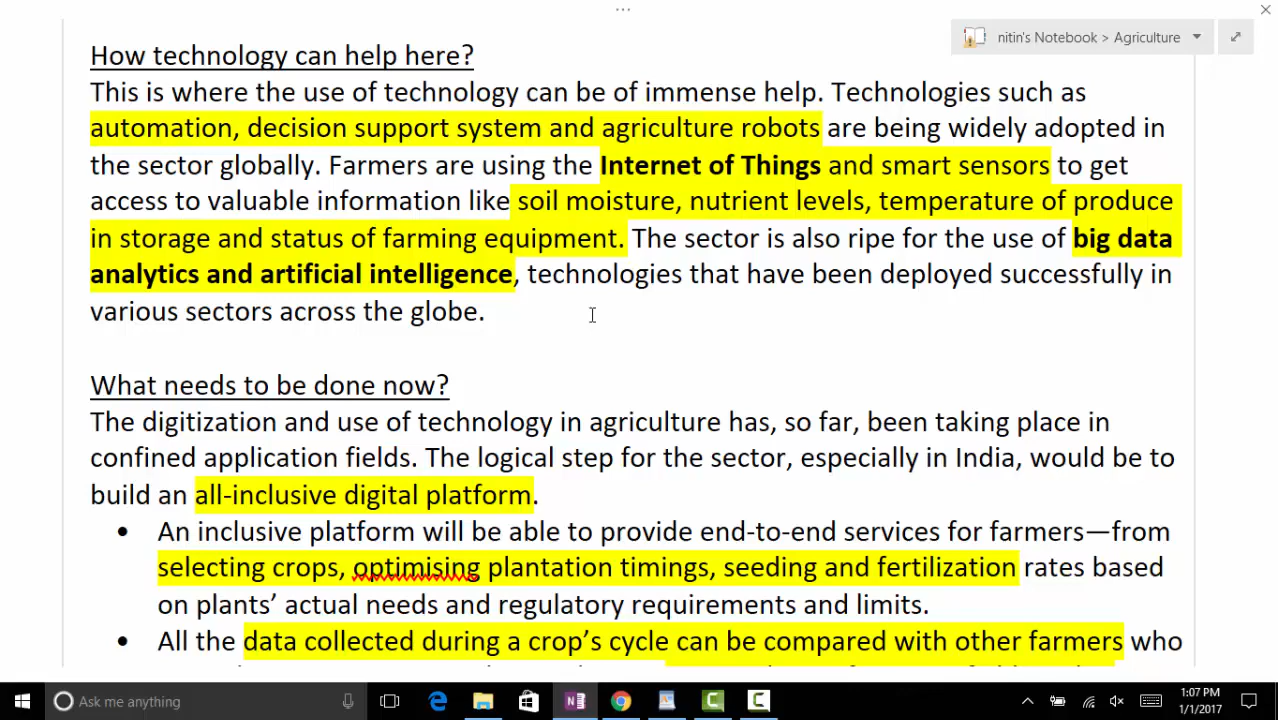 nitin's Notebook > Agriculture
How technology can help here?
This is where the use of technology can be of immense help. Technologies such as
automation, decision support system and agriculture robots are being widely adopted in
the sector globally. Farmers are using the Internet of Things and smart sensors to get
access to valuable information like soil moisture, nutrient levels, temperature of produce
in storage and status of farming equipment. The sector is also ripe for the use of big data
analytics and artificial intelligence, technologies that have been deployed successfully in
various sectors across the globe.
What needs to be done now?
The digitization and use of technology in agriculture has, so far, been taking place in
confined application fields. The logical step for the sector, especially in India, would be to
build an all-inclusive digital platform.
• An inclusive platform will be able to provide end-to-end services for farmers—from
selecting crops, optimising plantation timings, seeding and fertilization rates based
on plants’ actual needs and regulatory requirements and limits.
• All the data collected during a crop’s cycle can be compared with other farmers who
Ask me anything
1:07 PM
1/1/2017